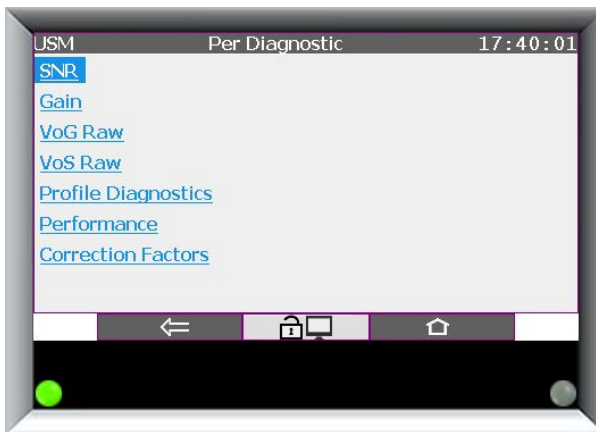 USM Per Diagnostic 17:40:01
SNR
Gain
VoG Raw
VoS Raw
Profile Diagnostics
Performance
Correction Factors